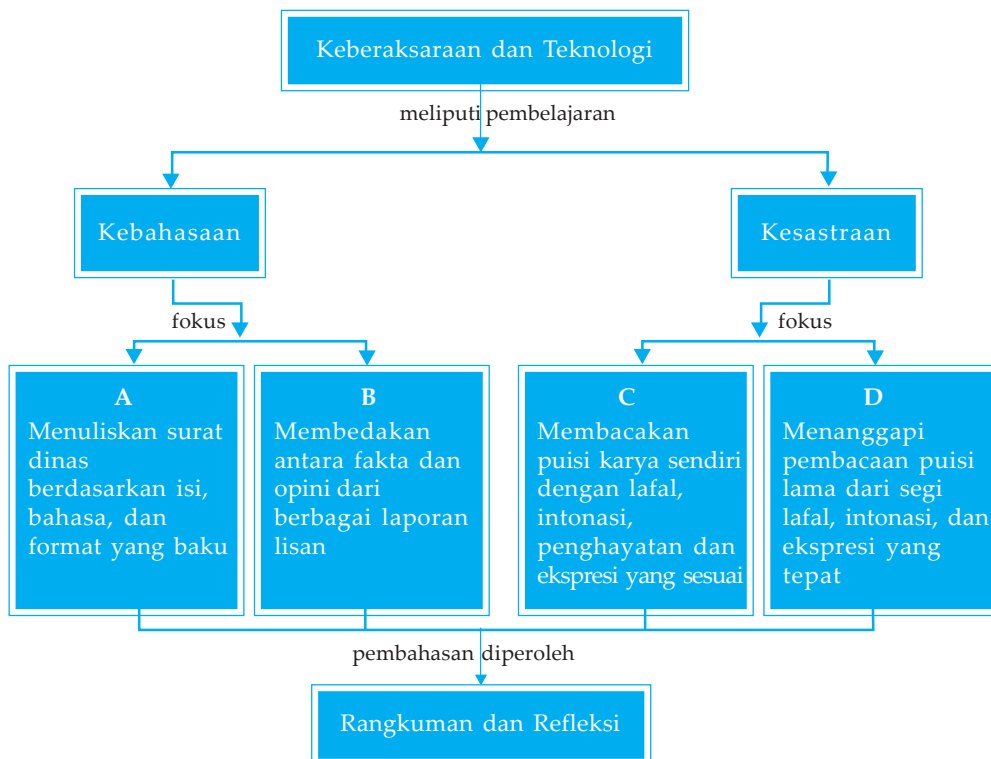 Keberaksaraan dan Teknologi
meliputi pembelajaran
Kebahasaan
Kesastraan
fokus
fokus
A
Menuliskan surat
dinas
berdasarkan isi,
bahasa, dan
format yang baku
B
Membedakan
antara fakta dan
opini dari
berbagai laporan
lisan
C
Membacakan
puisi karya sendiri
dengan lafal,
intonasi,
penghayatan dan
ekspresi yang sesuai
D
Menanggapi
pembacaan puisi
lama dari segi
lafal, intonasi, dan
ekspresi yang
tepat
pembahasan diperoleh
Rangkuman dan Refleksi